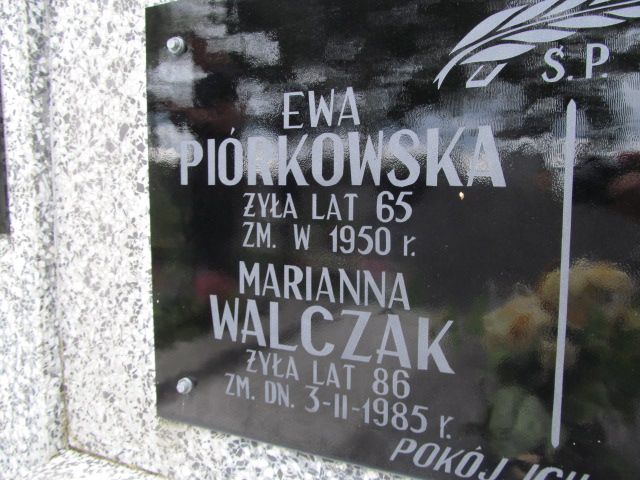 Ś.P.
EWA
PIÓRKOWSKA
ŻYŁA LAT 65
ZM. W 1950 r.
MARIANNA
WALCZAK
ŻYŁA LAT 86
ZM. DN. 3-II-1985 r.
POKÓJ